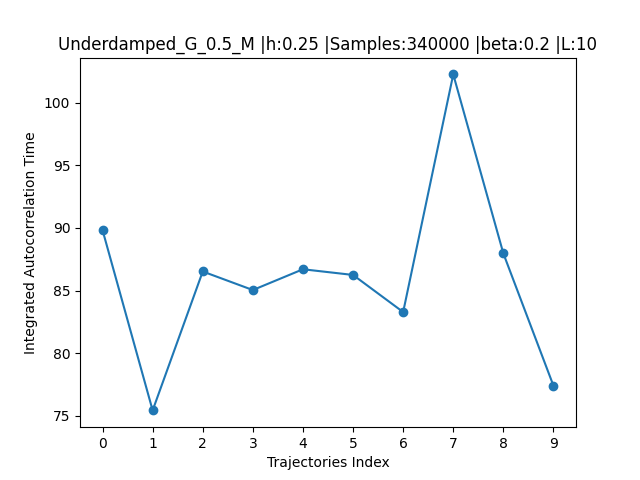 Underdamped_G_0.5_M |h:0.25 |Samples:340000 |beta:0.2 |L:10
Integrated Autocorrelation Time
100
95
90
85
80
75
0 1 2 3 4 5 6 7 8 9
Trajectories Index